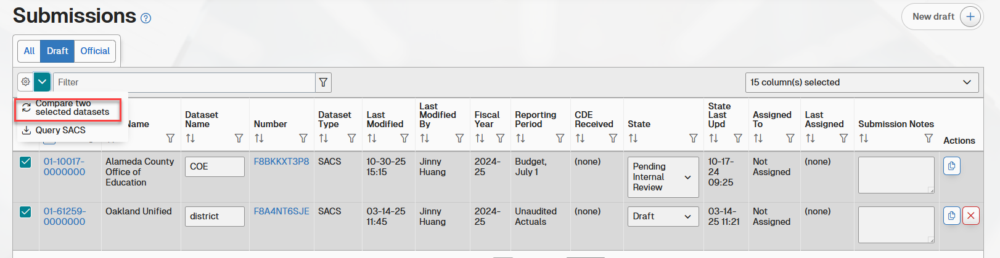 Submissions
New draft
All Draft Official
Filter
15 column(s) selected
Compare two
selected datasets
Query SACS
Name
Dataset
Name
Number
Dataset
Type
Last
Modified
Last
Modified
By
Fiscal
Year
Reporting
Period
CDE
Received
State
State
Last
Upd
Assigned
To
Last
Assigned
Submission Notes
Actions
01-10017-
0000000
Alameda County
Office of
Education
COE
F8BKKXT3P8
SACS
10-30-25
15:15
Jinny
Huang
2024-
25
Budget,
July 1
(none)
Pending
Internal
Review
10-17-
24
09:25
Not
Assigned
(none)
01-61259-
0000000
Oakland Unified
district
F8A4NT6SJE
SACS
03-14-25
11:45
Jinny
Huang
2024-
25
Unaudited
Actuals
(none)
Draft
03-14-
25 11:21
Not
Assigned
(none)